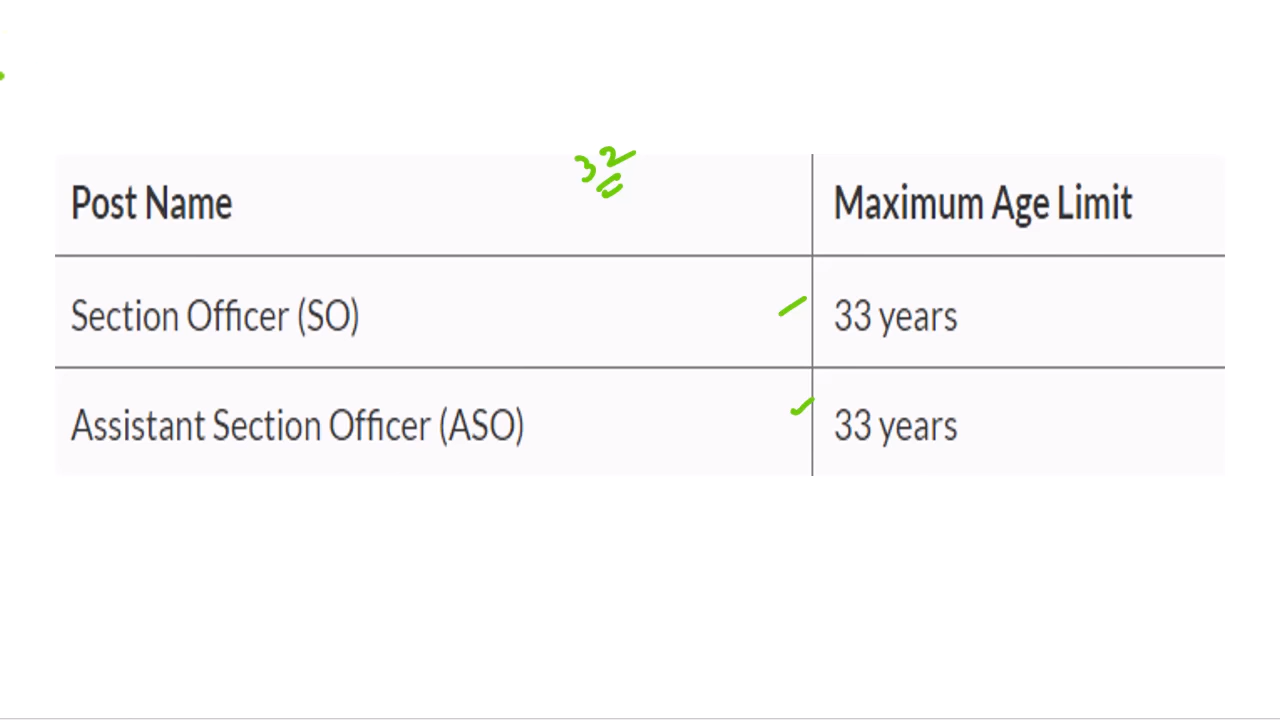 32
Post Name Maximum Age Limit
Section Officer (SO) 33 years
Assistant Section Officer (ASO) 33 years